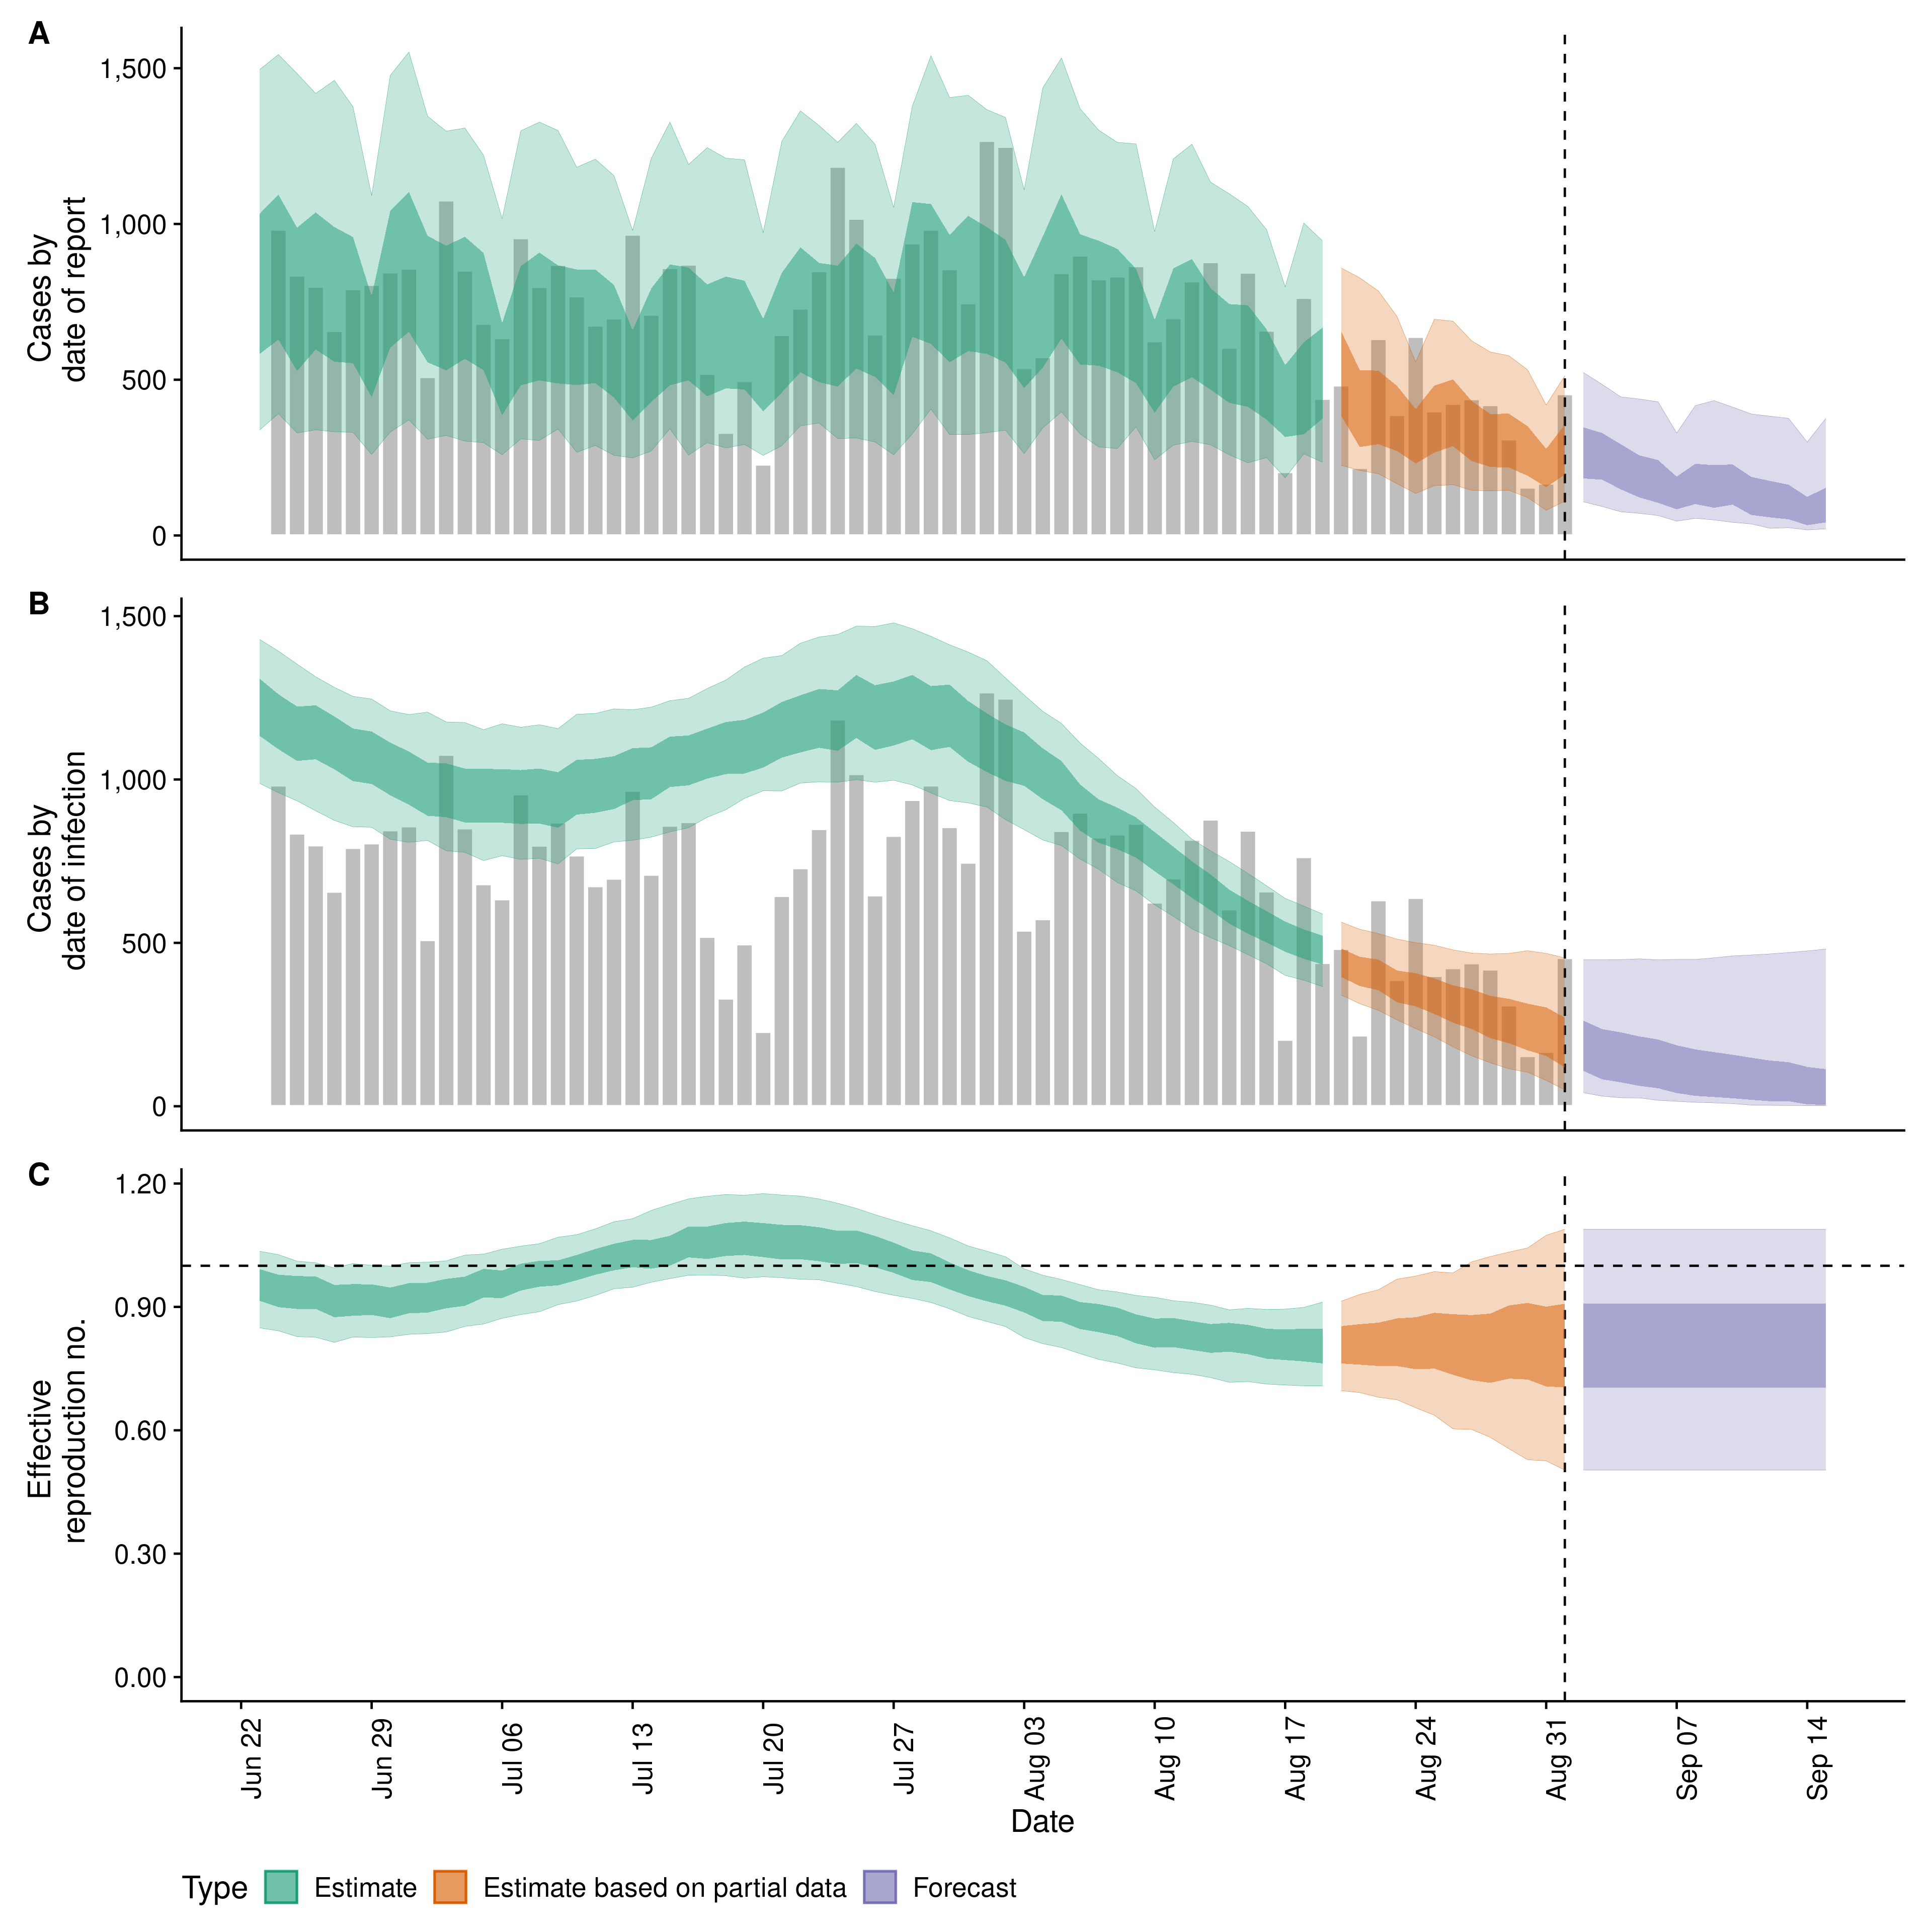 A
1,500
1,000
500
0
Cases by
date of report
B
1,500
1,000
500
0
Cases by
date of infection
C
1.20
0.90
0.60
0.30
0.00
Effective
reproduction no.
Jun 22
Jun 29
Jul 06
Jul 13
Jul 20
Jul 27
Aug 03
Aug 10
Aug 17
Aug 24
Aug 31
Sep 07
Sep 14
Date
Type Estimate Estimate based on partial data Forecast